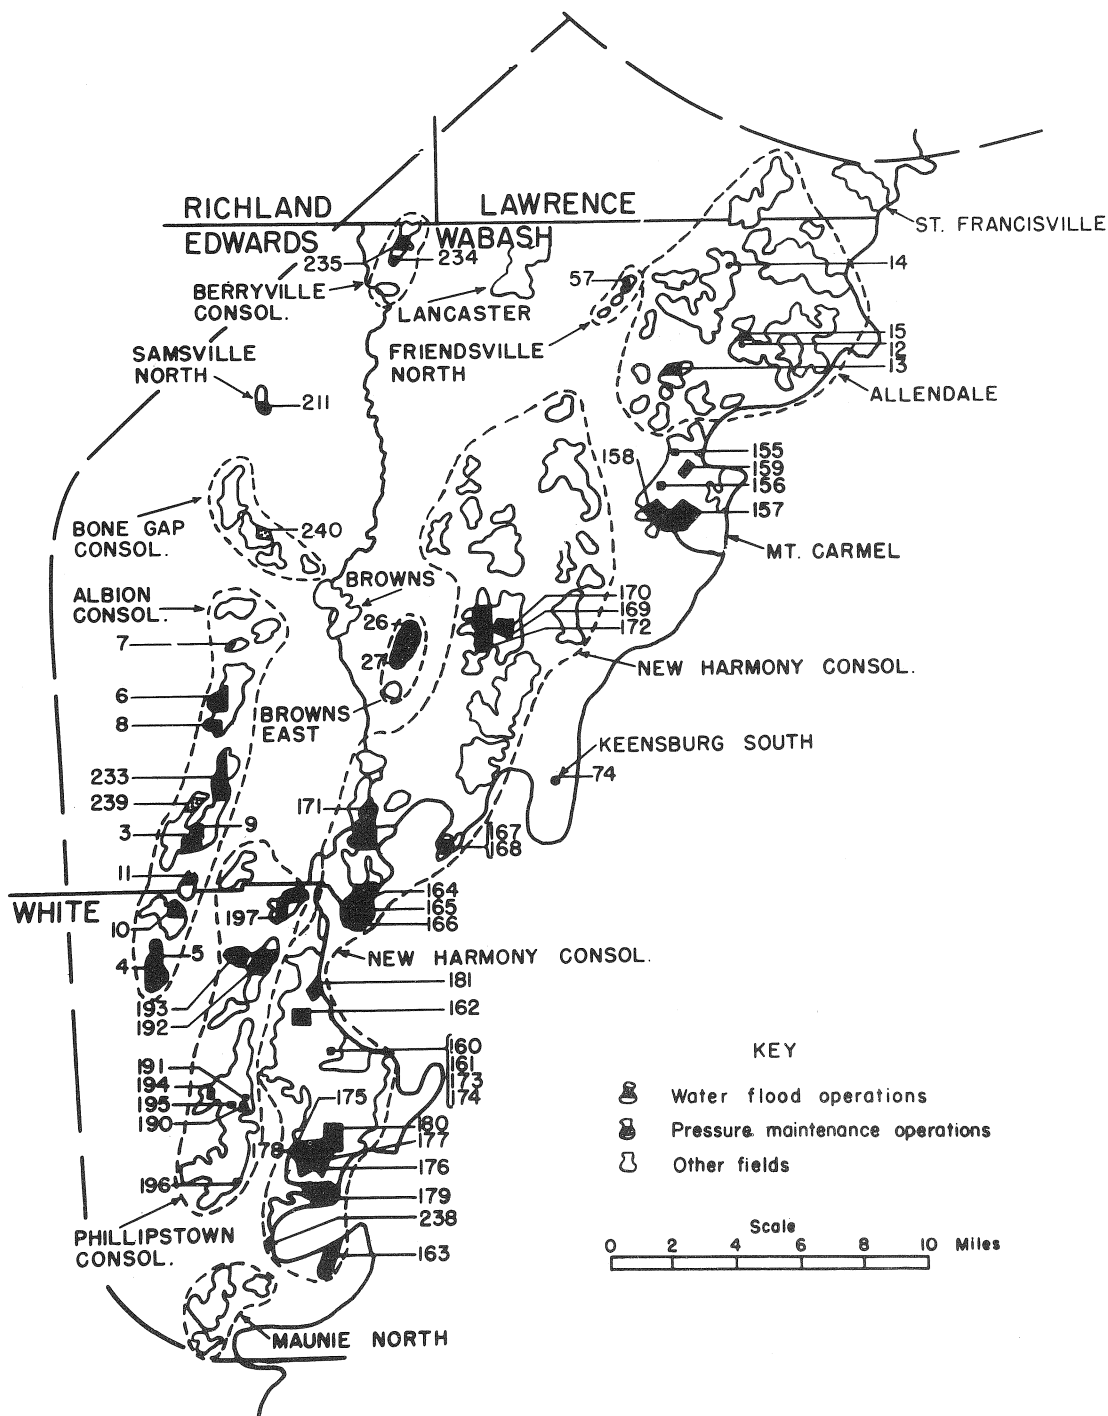 RICHLAND
LAWRENCE
EDWARDS
WABASH
ST. FRANCISVILLE
235
234
14
57
BERRYVILLE
CONSOL.
LANCASTER
15
12
13
SAMSVILLE
NORTH
FRIENDSVILLE
NORTH
ALLENDALE
211
158
155
159
156
157
BONE GAP
CONSOL.
240
MT. CARMEL
BROWNS
ALBION
CONSOL.
170
169
172
26
27
7
NEW HARMONY CONSOL.
6
8
BROWNS
EAST
KEENSBURG SOUTH
74
233
239
171
3
9
167
168
11
164
165
166
WHITE
197
10
5
4
NEW HARMONY CONSOL.
181
193
192
162
160
161
173
174
191
194
195
190
175
180
177
178
176
196
179
238
163
PHILLIPSTOWN
CONSOL.
MAUNIE NORTH
KEY
Water flood operations
Pressure maintenance operations
Other fields
Scale
0 2 4 6 8 10 Miles